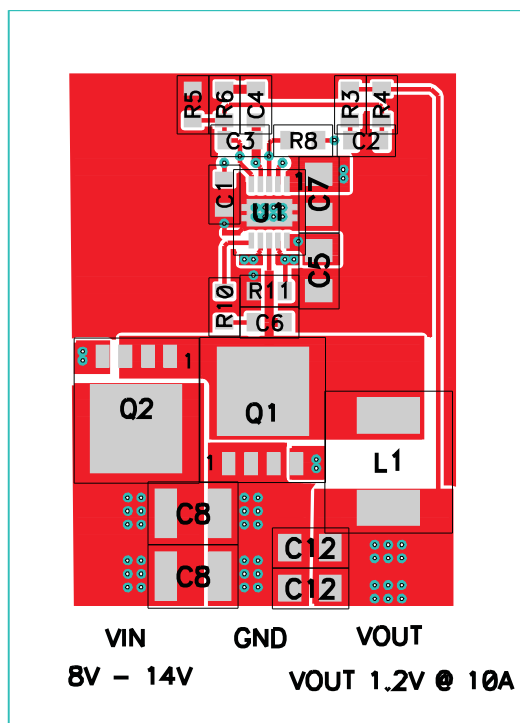 R5 R6 C4 R3 R4
C3 R8 C2
C1 1 C7
U1
C5
R10 R11
C6
1
Q2 Q1
1 L1
C8 C12
C8 C12
VIN GND VOUT
8V - 14V VOUT 1.2V @ 10A